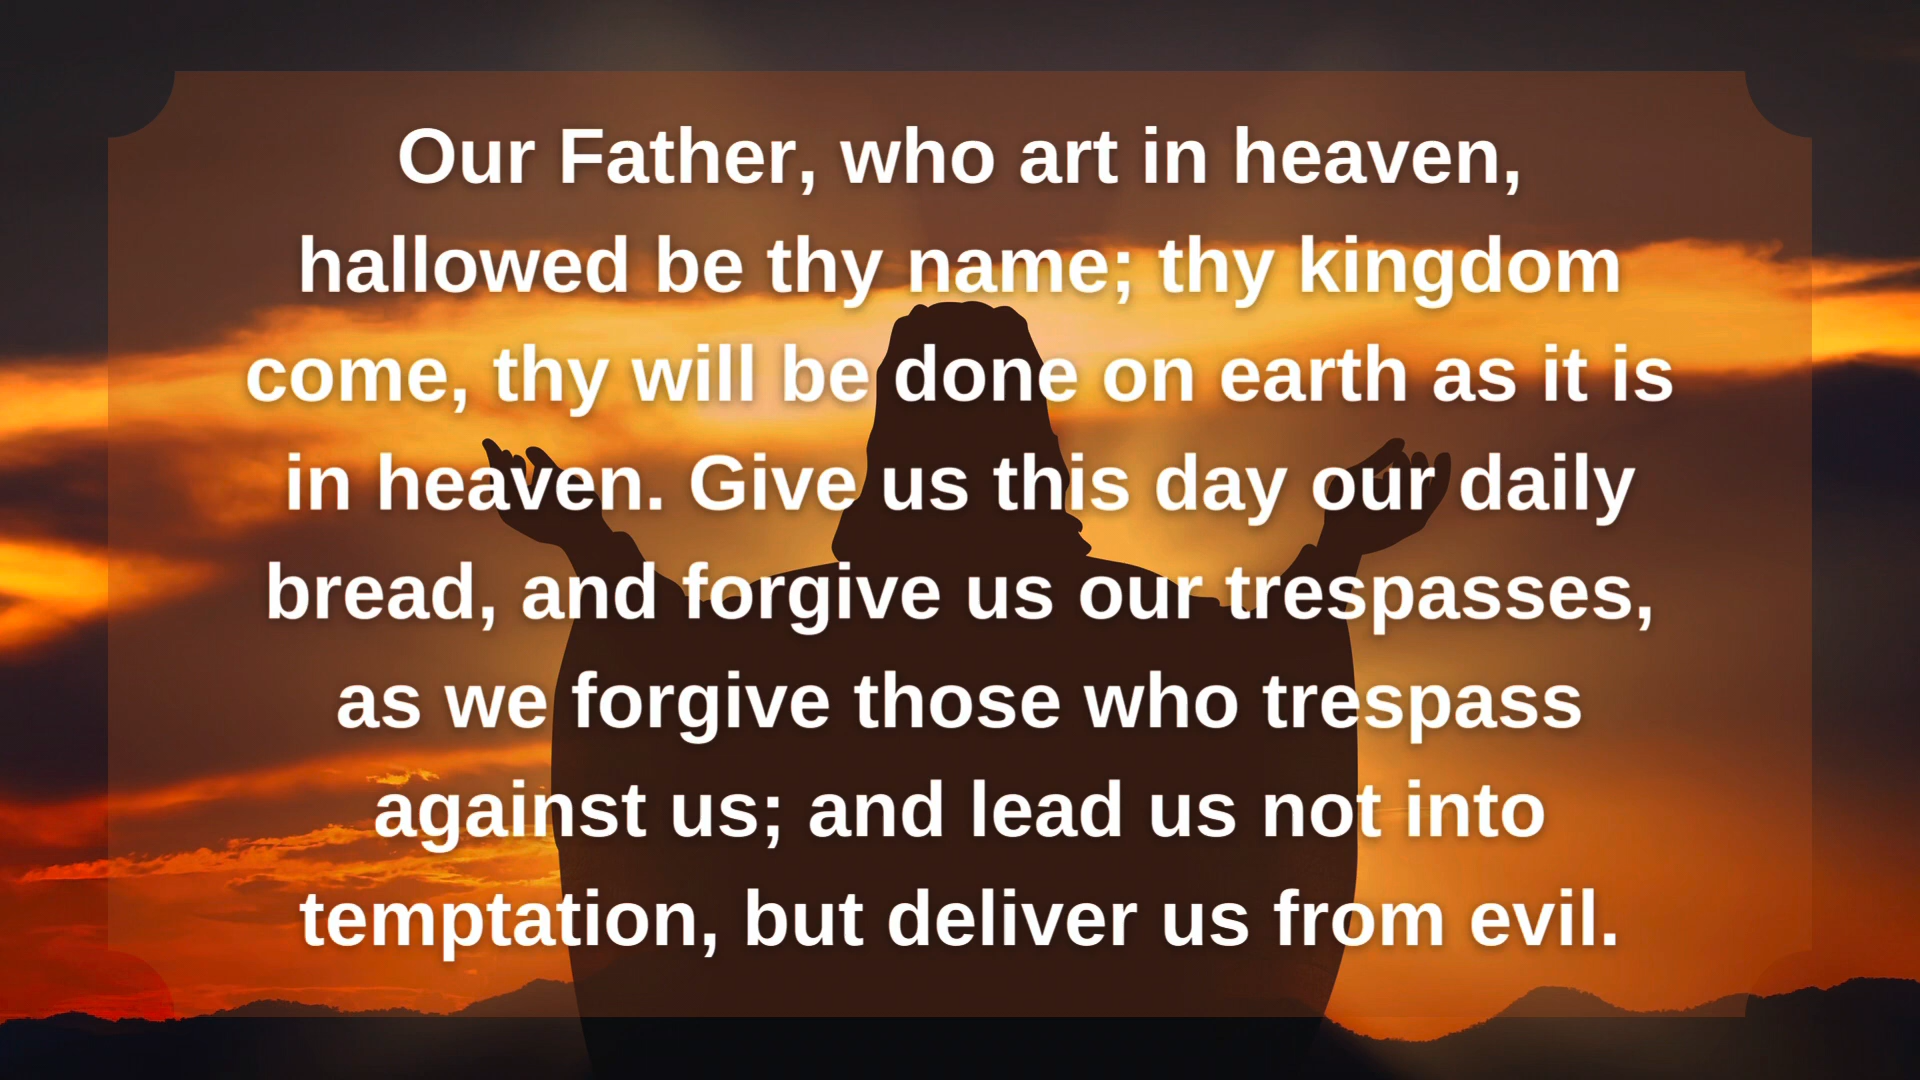 Our Father, who art in heaven,
hallowed be thy name; thy kingdom
come, thy will be done on earth as it is
in heaven. Give us this day our daily
bread, and forgive us our trespasses,
as we forgive those who trespass
against us; and lead us not into
temptation, but deliver us from evil.